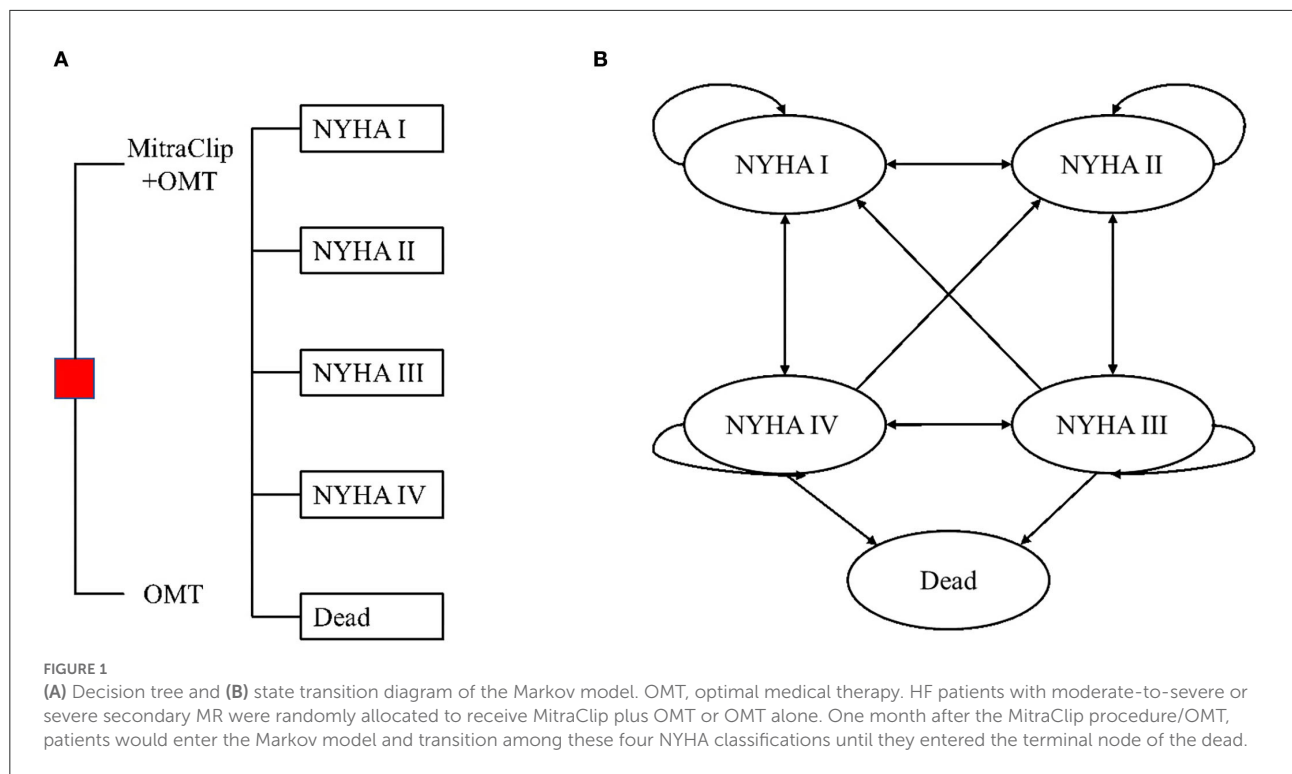 A
MitraClip
+OMT
OMT
NYHA I
NYHA II
NYHA III
NYHA IV
Dead
B
NYHA I
NYHA II
NYHA IV
NYHA III
Dead
FIGURE 1
(A) Decision tree and (B) state transition diagram of the Markov model. OMT, optimal medical therapy. HF patients with moderate-to-severe or
severe secondary MR were randomly allocated to receive MitraClip plus OMT or OMT alone. One month after the MitraClip procedure/OMT,
patients would enter the Markov model and transition among these four NYHA classifications until they entered the terminal node of the dead.